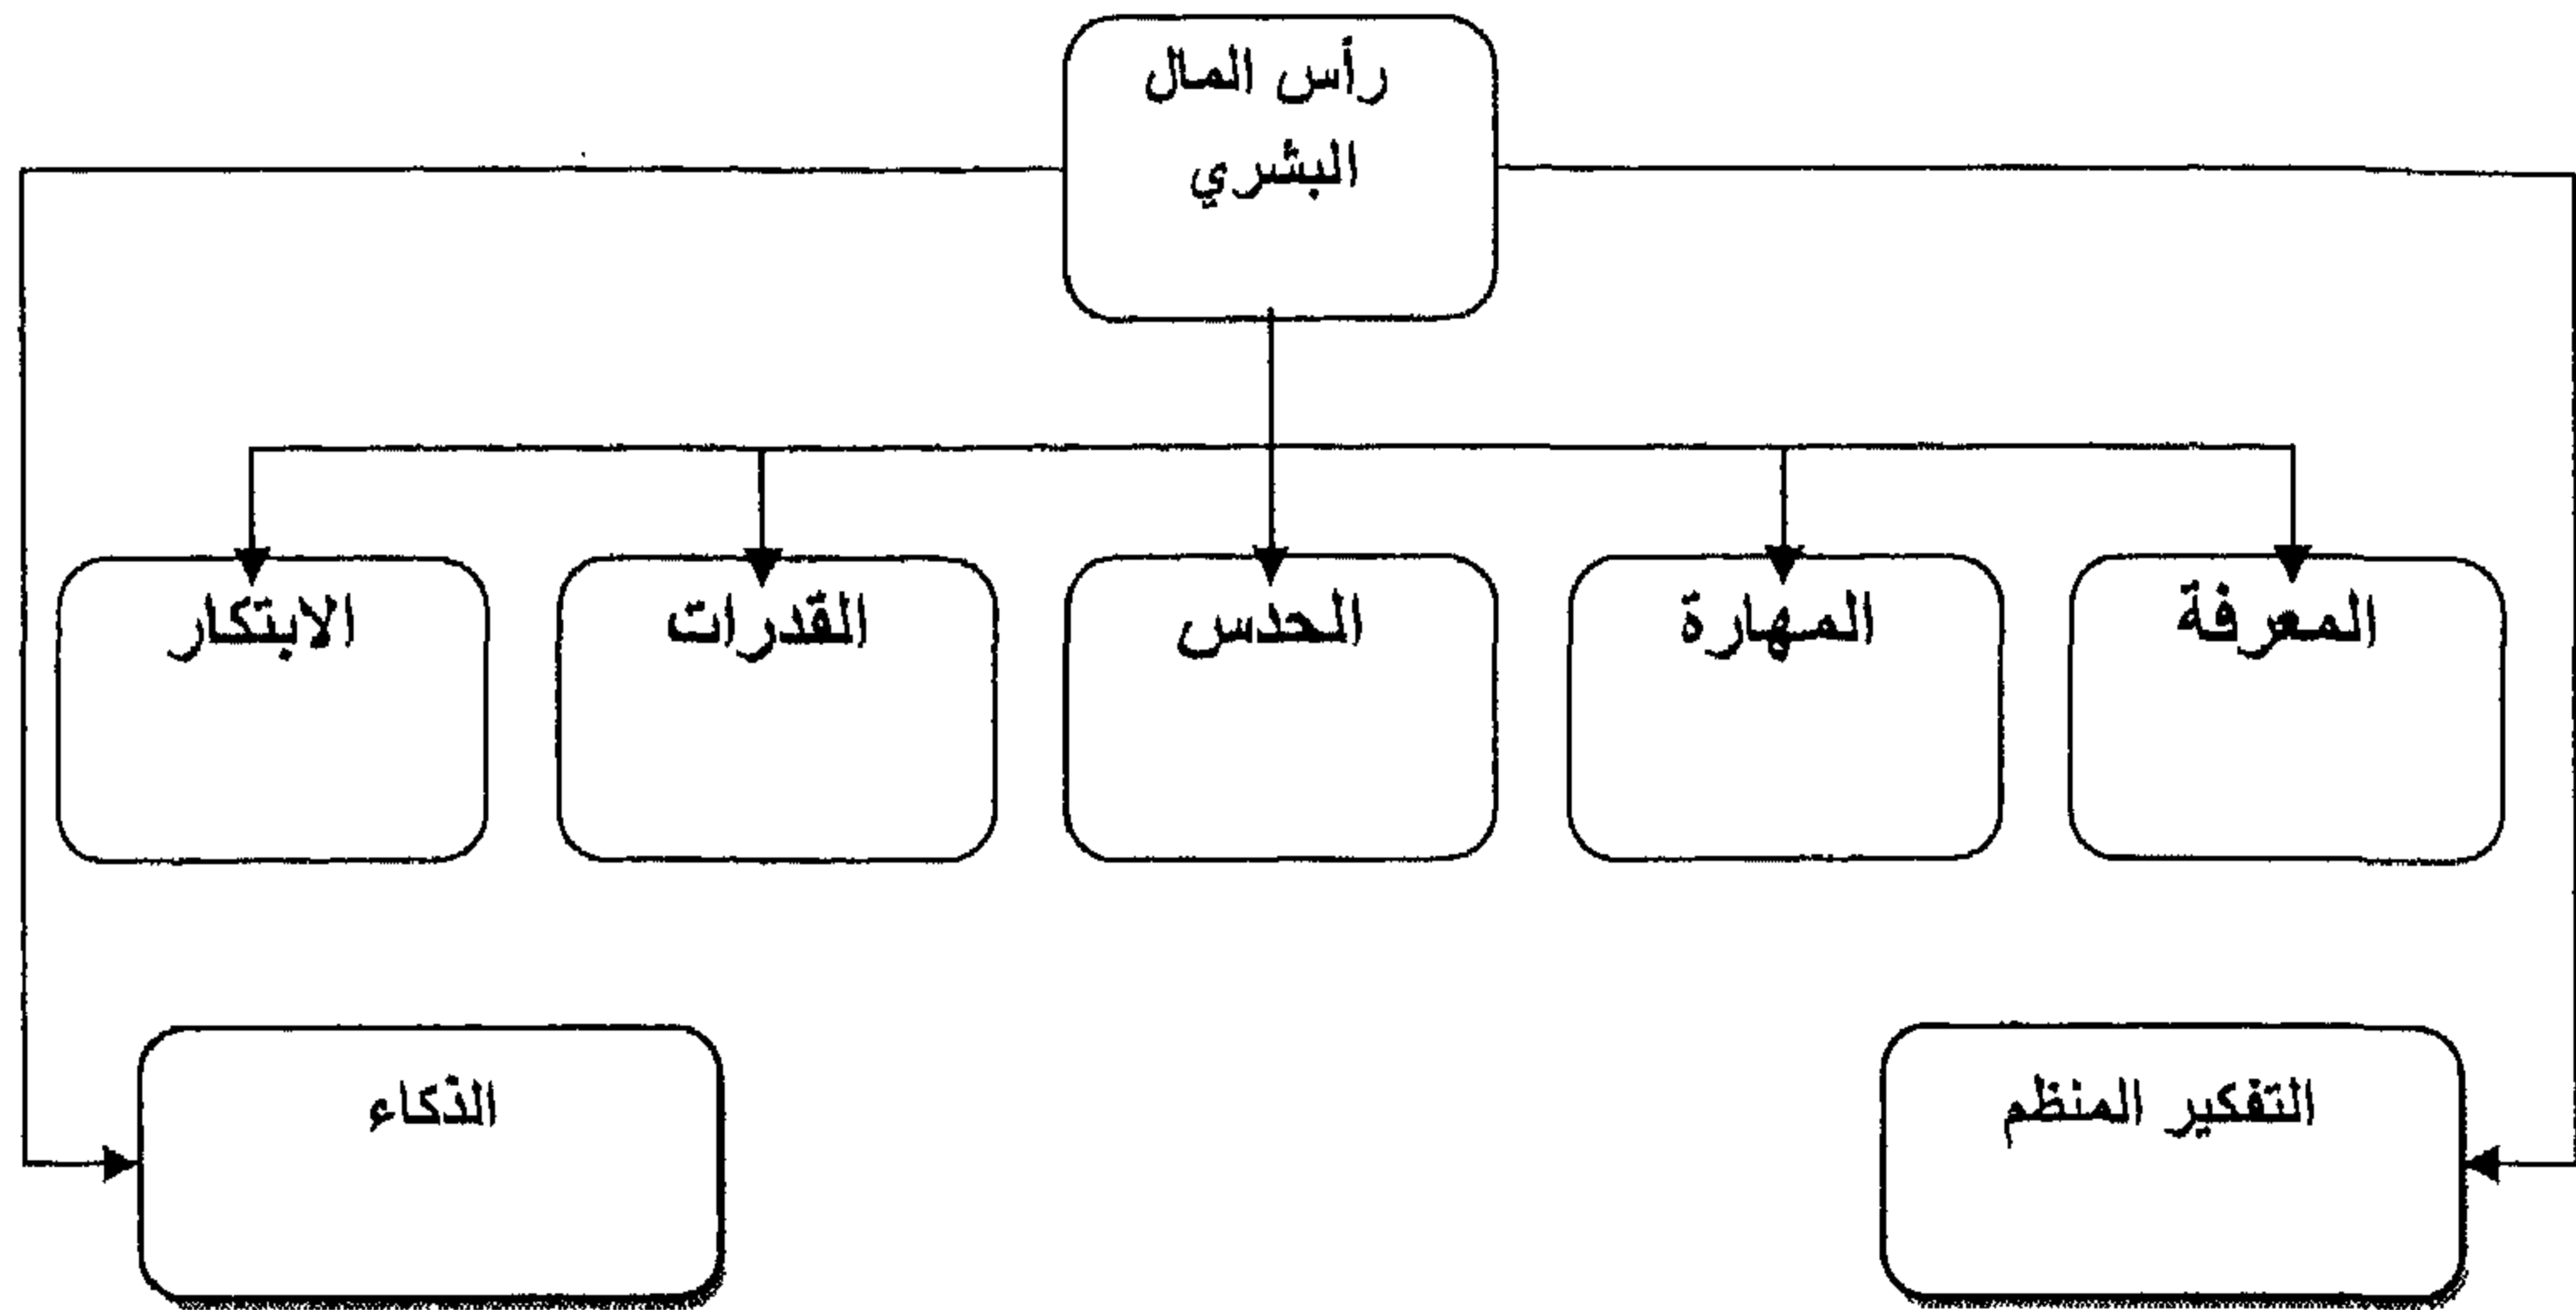 رأس المال
البشري
المعرفة
المهارة
الحدس
القدرات
الابتكار
التفكير المنظم
الذكاء